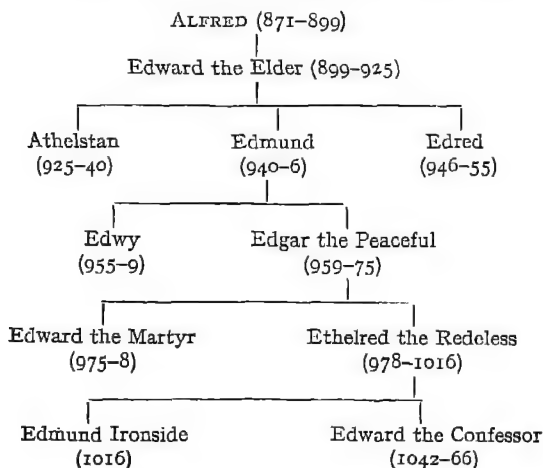 ALFRED (871–899)
Edward the Elder (899–925)
Athelstan Edmund Edred
(925–40) (940–6) (946–55)
Edwy Edgar the Peaceful
(955–9) (959–75)
Edward the Martyr Ethelred the Redeless
(975–8) (978–1016)
Edmund Ironside Edward the Confessor
(1016) (1042–66)